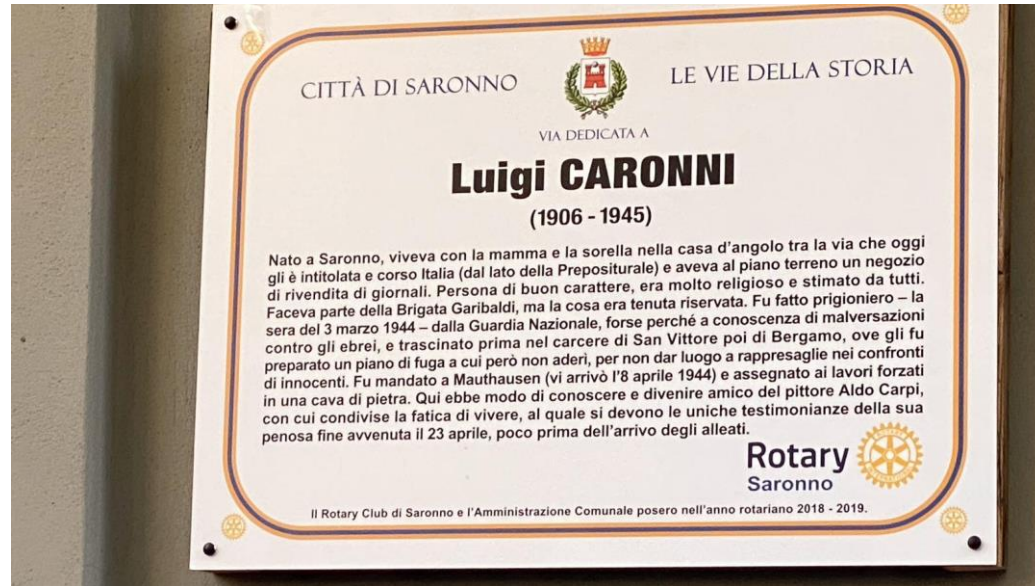 CITTÀ DI SARONNO
LE VIE DELLA STORIA
VIA DEDICATA A
Luigi CARONNI
(1906 - 1945)
Nato a Saronno, viveva con la mamma e la sorella nella casa d'angolo tra la via che oggi
gli è intitolata e corso Italia (dal lato della Prepositurale) e aveva al piano terreno un negozio
di rivendita di giornali. Persona di buon carattere, era molto religioso e stimato da tutti.
Faceva parte della Brigata Garibaldi, ma la cosa era tenuta riservata. Fu fatto prigioniero – la
sera del 3 marzo 1944 – dalla Guardia Nazionale, forse perché a conoscenza di malversazioni
contro gli ebrei, e trascinato prima nel carcere di San Vittore poi di Bergamo, ove gli fu
preparato un piano di fuga a cui però non aderì, per non dar luogo a rappresaglie nei confronti
di innocenti. Fu mandato a Mauthausen (vi arrivò l'8 aprile 1944) e assegnato ai lavori forzati
in una cava di pietra. Qui ebbe modo di conoscere e divenire amico del pittore Aldo Carpi,
con cui condivise la fatica di vivere, al quale si devono le uniche testimonianze della sua
penosa fine avvenuta il 23 aprile, poco prima dell'arrivo degli alleati.
Rotary
Saronno
Il Rotary Club di Saronno e l'Amministrazione Comunale posero nell'anno rotariano 2018 - 2019.